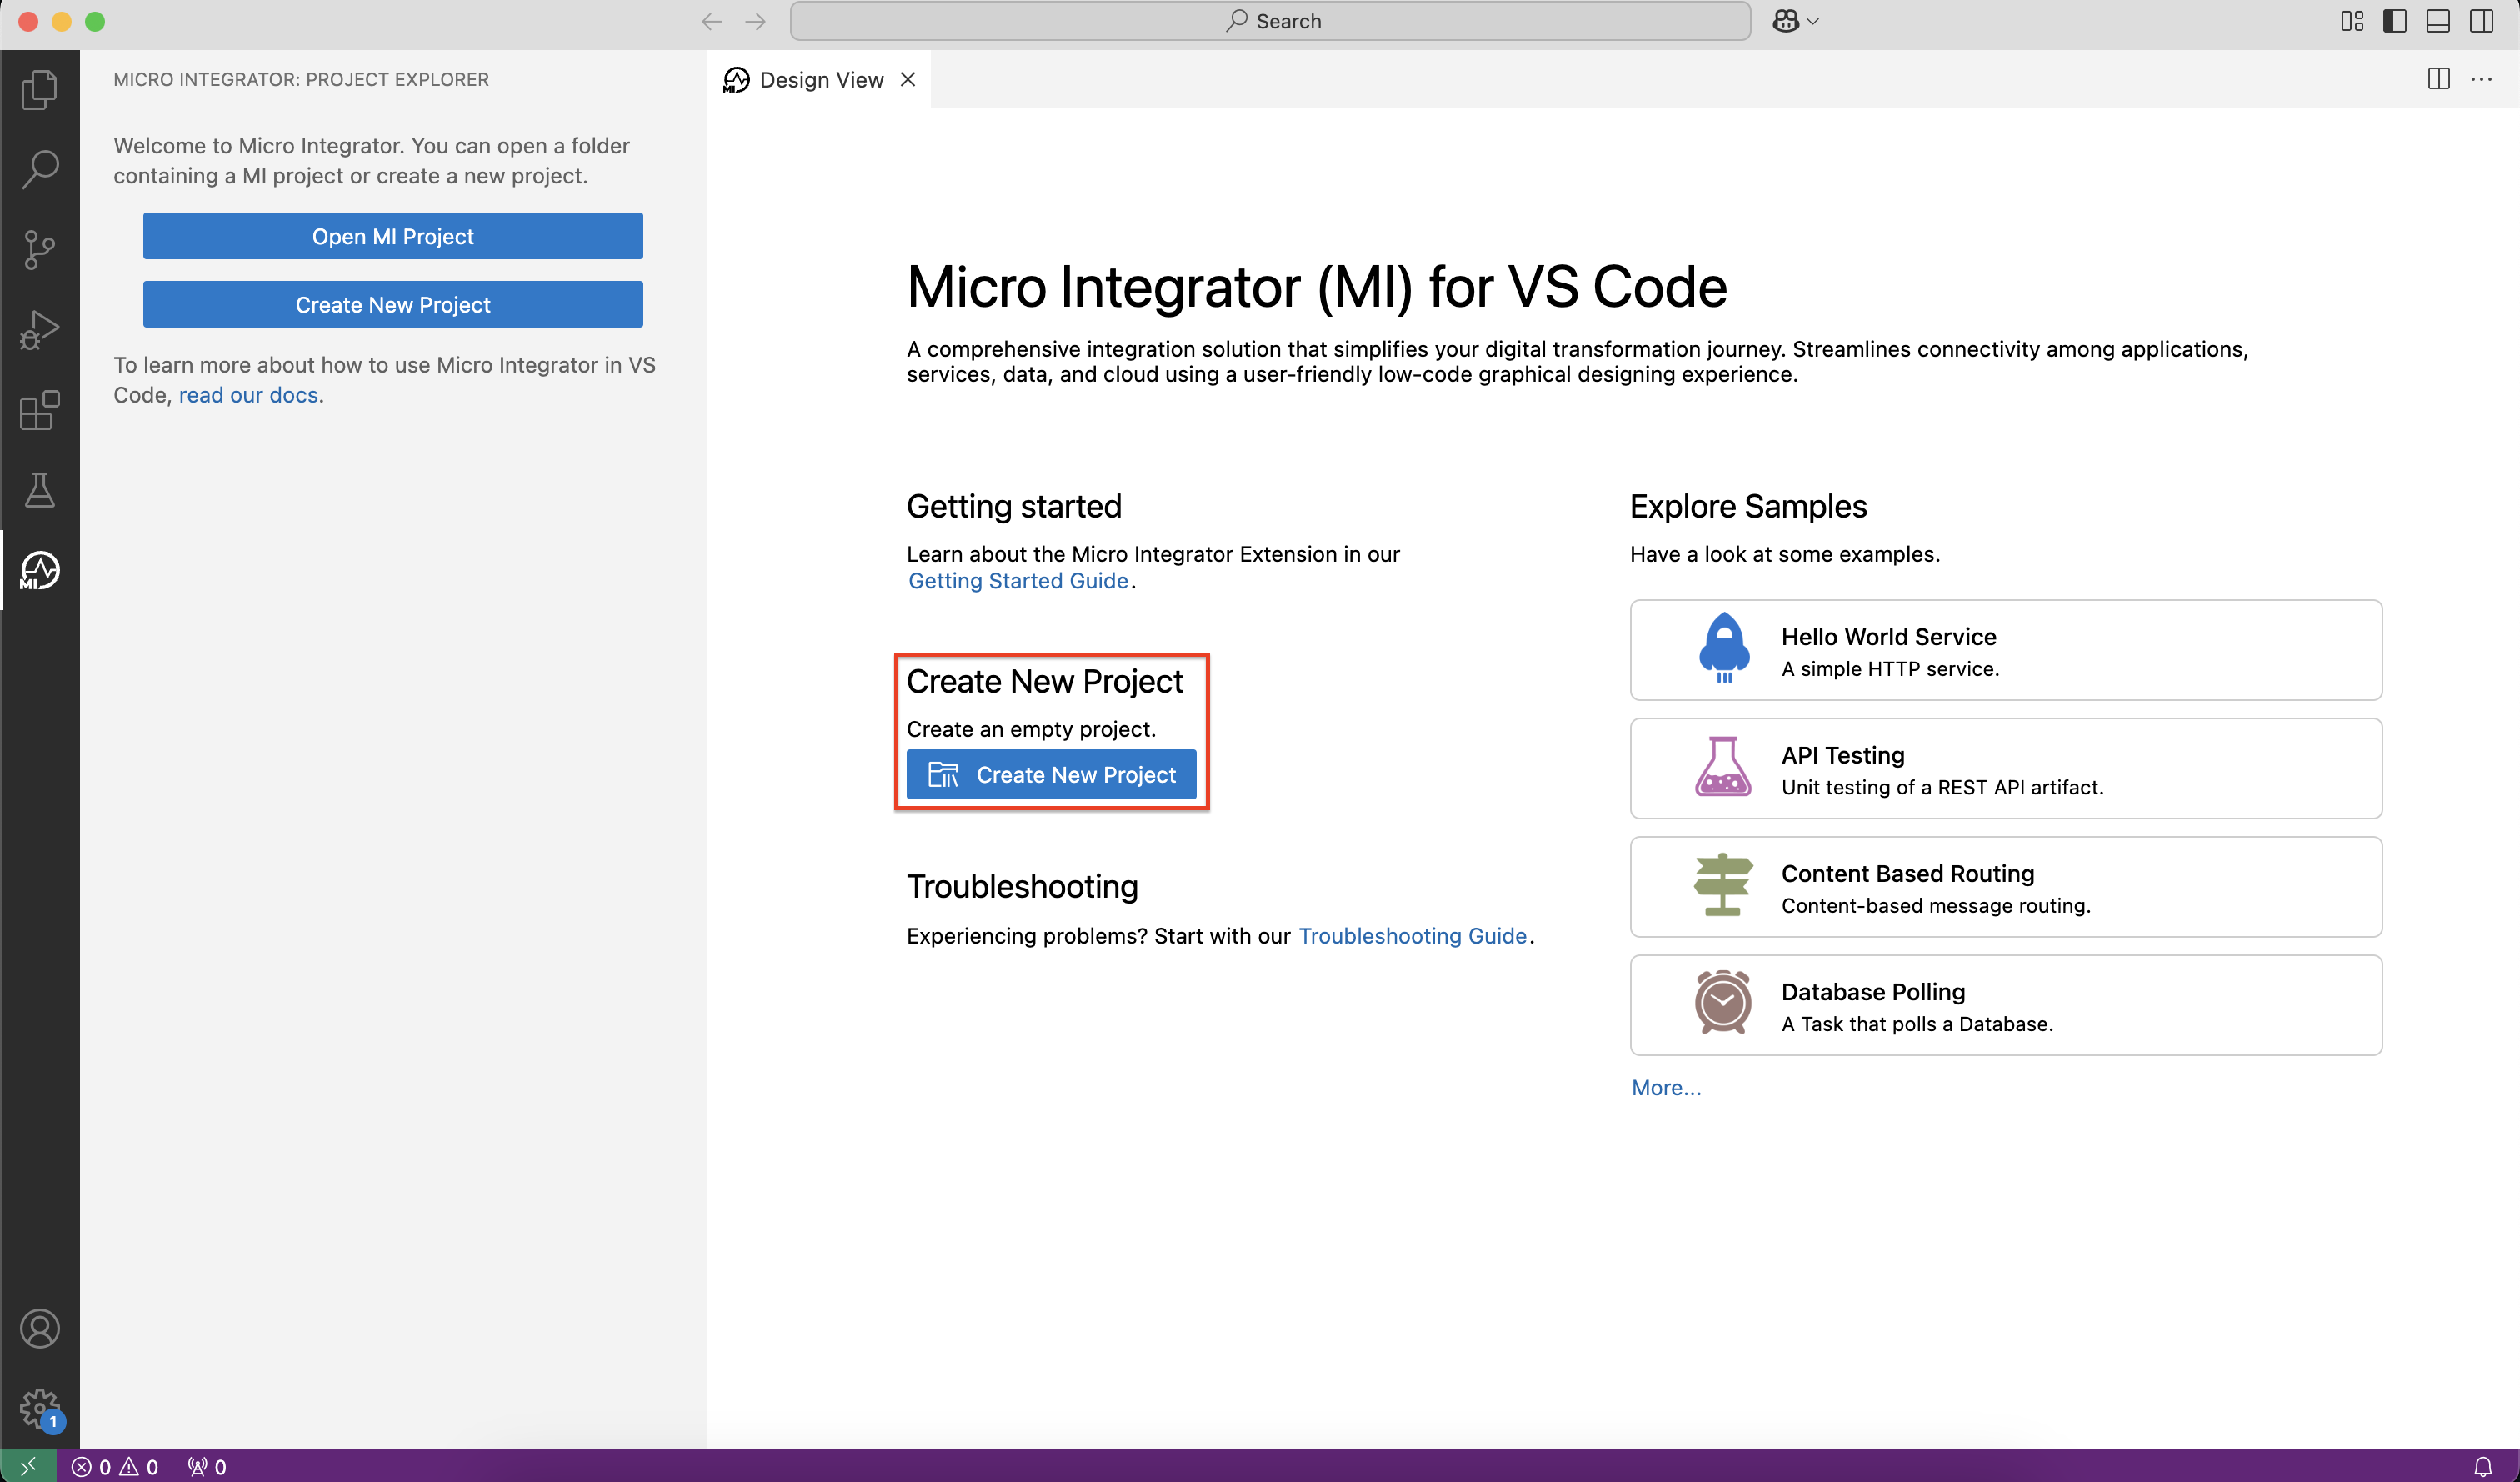 Search
MICRO INTEGRATOR: PROJECT EXPLORER
Welcome to Micro Integrator. You can open a folder
containing a MI project or create a new project.
Open MI Project
Create New Project
To learn more about how to use Micro Integrator in VS
Code, read our docs.
MI
1
MI Design View
Micro Integrator (MI) for VS Code
A comprehensive integration solution that simplifies your digital transformation journey. Streamlines connectivity among applications,
services, data, and cloud using a user-friendly low-code graphical designing experience.
Getting started
Learn about the Micro Integrator Extension in our
Getting Started Guide.
Create New Project
Create an empty project.
Create New Project
Troubleshooting
Experiencing problems? Start with our Troubleshooting Guide.
Explore Samples
Have a look at some examples.
Hello World Service
A simple HTTP service.
API Testing
Unit testing of a REST API artifact.
Content Based Routing
Content-based message routing.
Database Polling
A Task that polls a Database.
More...
0 0 0